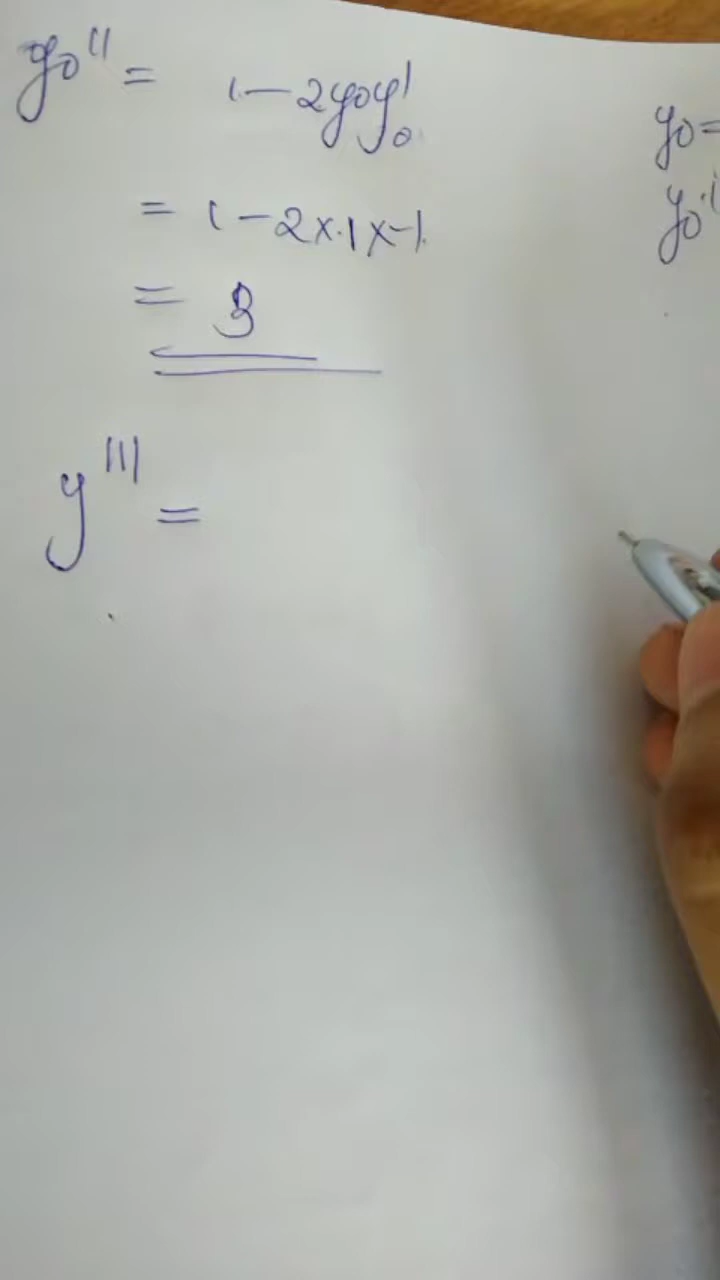 y₀'' = 1 - 2y₀y₀'
y₀ =
= 1 - 2×1×-1
y₀'
= 3
y''' =